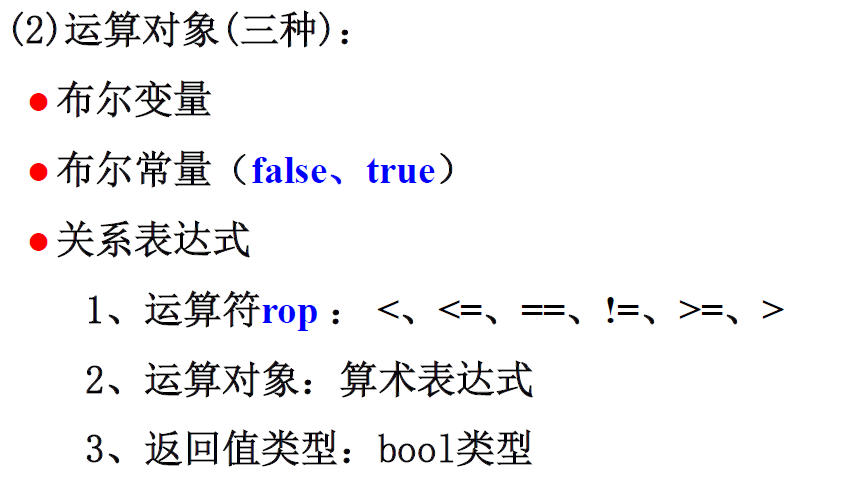 (2)运算对象(三种)：
●布尔变量
●布尔常量（false、true）
●关系表达式
1、运算符rop ： <、<=、==、!=、>=、>
2、运算对象：算术表达式
3、返回值类型：bool类型